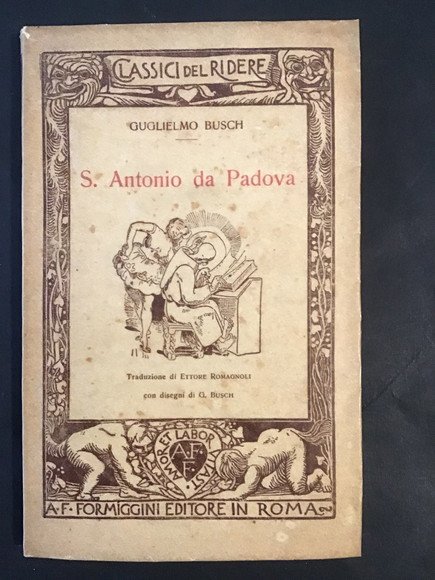 CLASSICI DEL RIDERE
GUGLIELMO BUSCH
S. Antonio da Padova
Traduzione di ETTORE ROMAGNOLI
con disegni di G. BUSCH
AMOR ET LABOR VITAST
A. F. F.
A. F. FORMIGGINI EDITORE IN ROMA